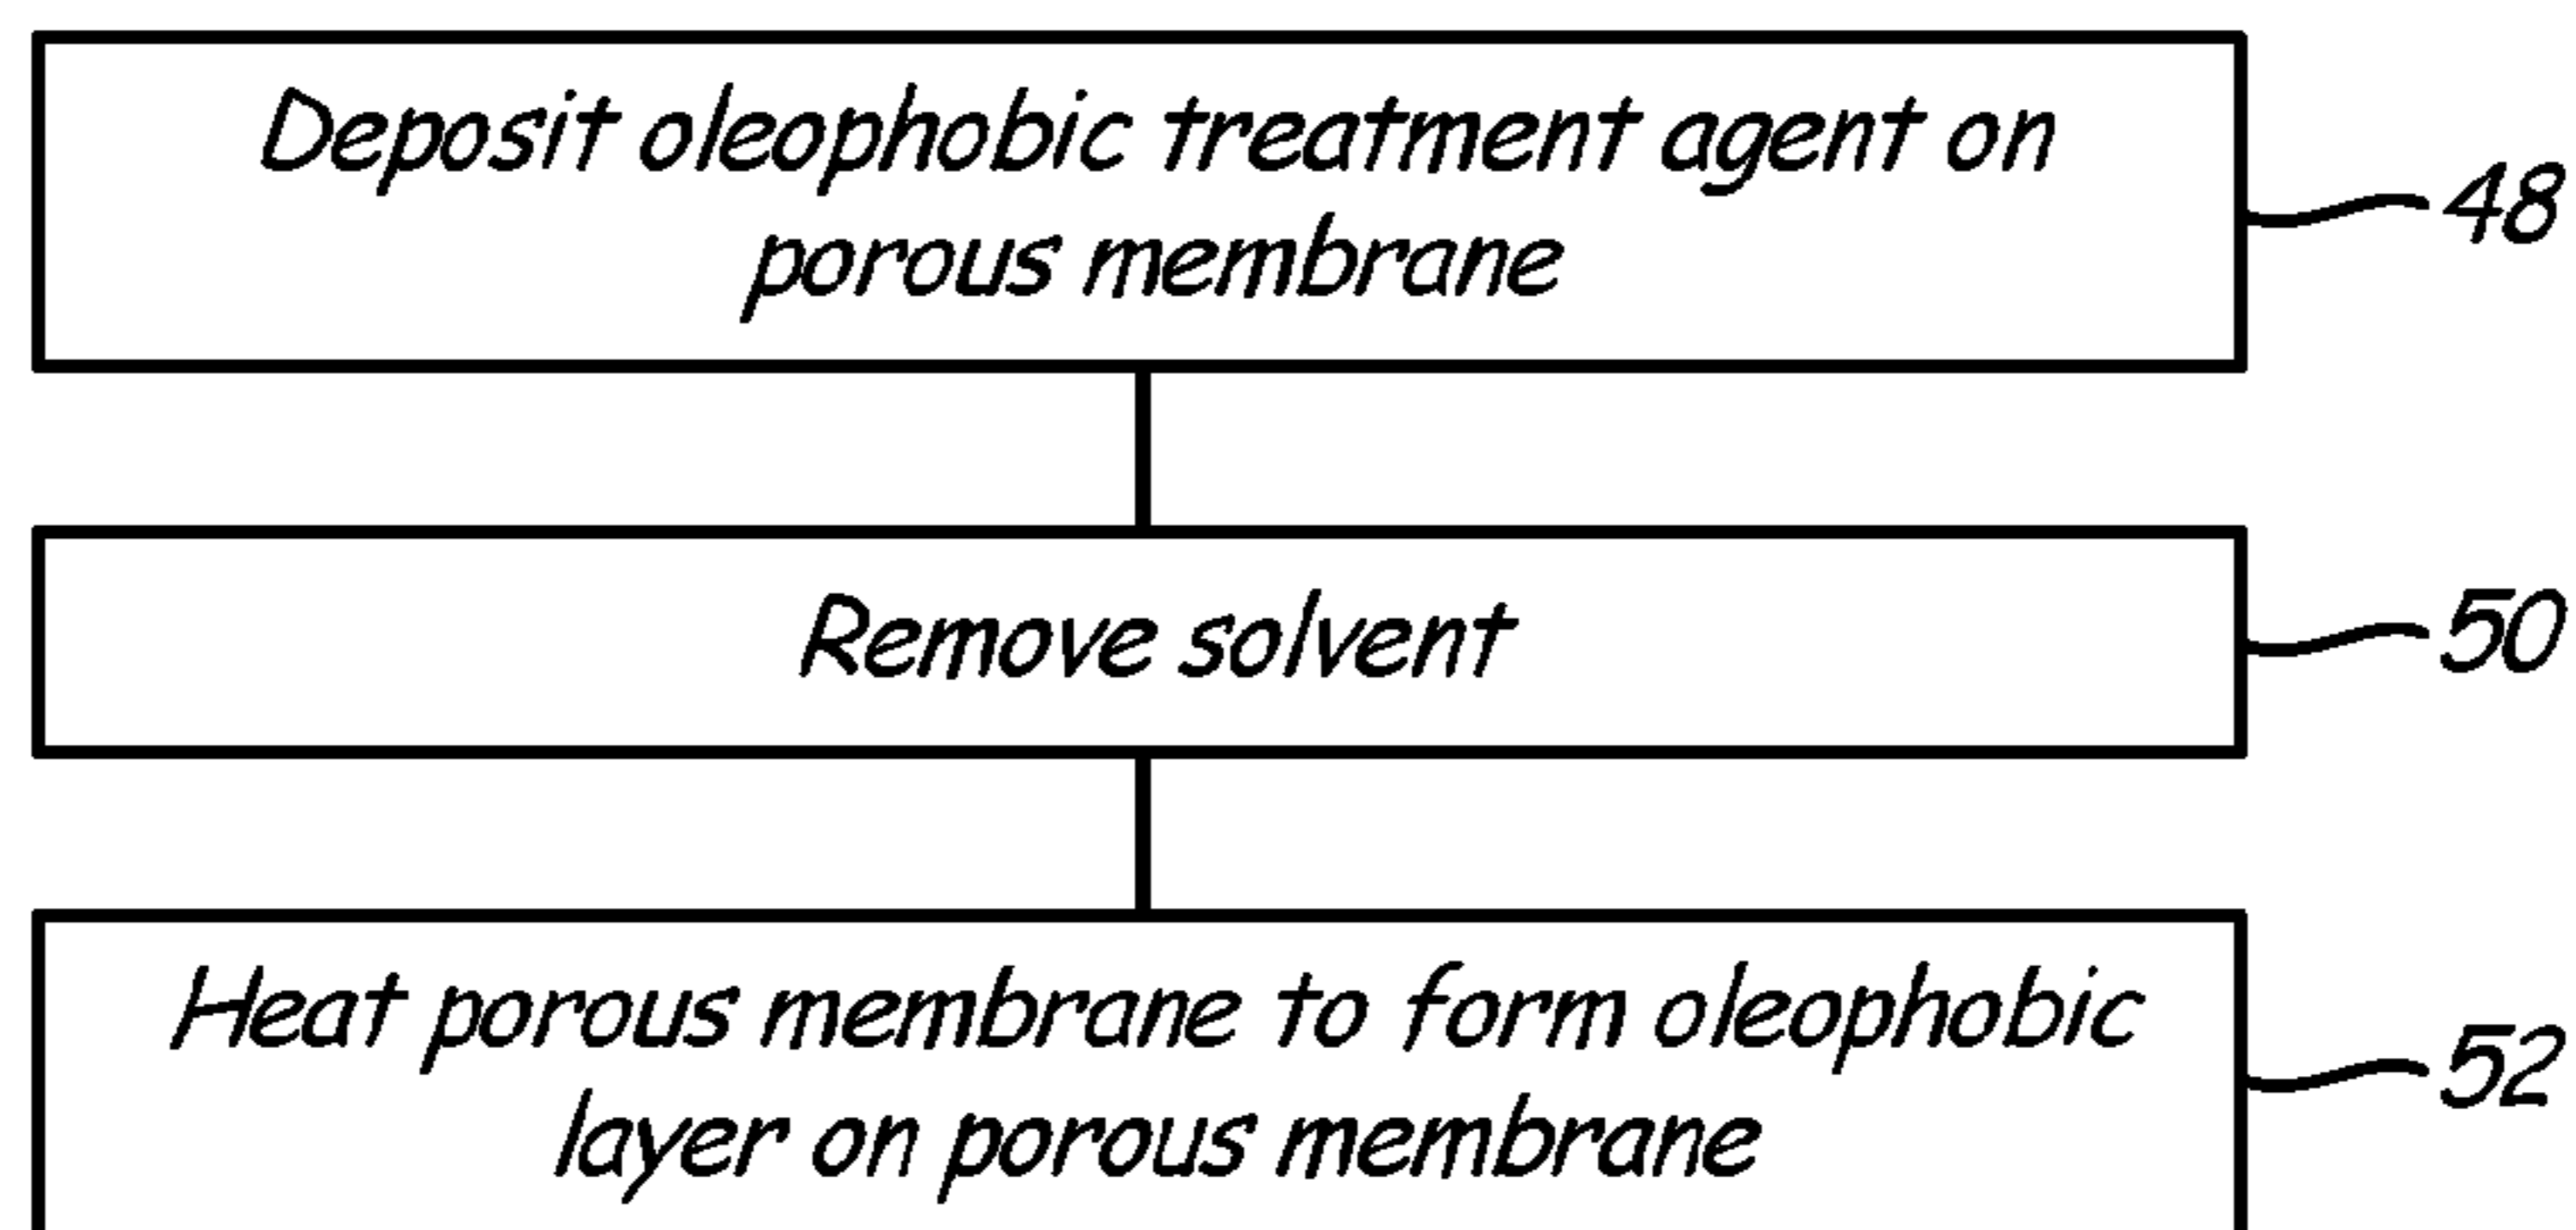 Deposit oleophobic treatment agent on
porous membrane
48
Remove solvent
50
Heat porous membrane to form oleophobic
layer on porous membrane
52